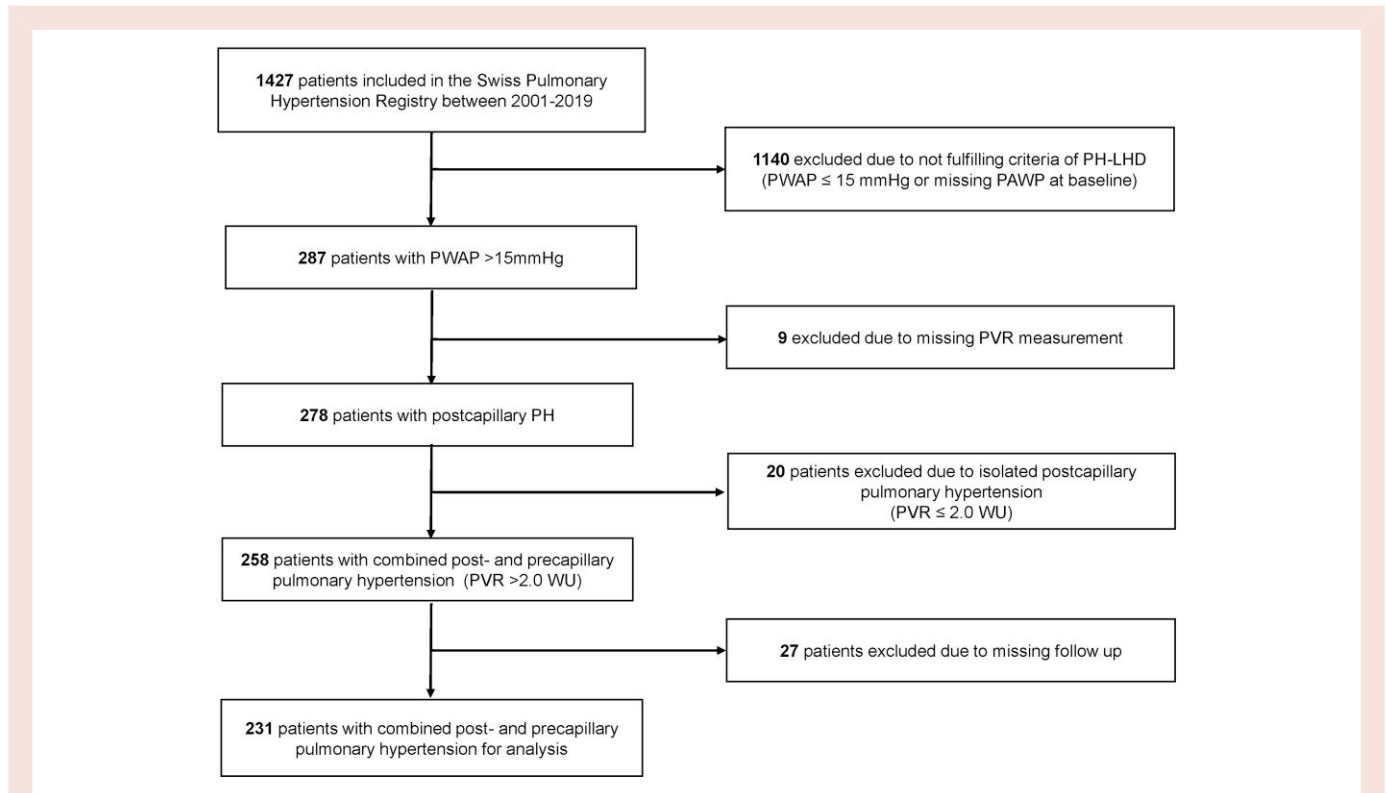 1427 patients included in the Swiss Pulmonary
Hypertension Registry between 2001-2019
1140 excluded due to not fulfilling criteria of PH-LHD
(PWAP ≤ 15 mmHg or missing PAWP at baseline)
287 patients with PWAP >15mmHg
9 excluded due to missing PVR measurement
278 patients with postcapillary PH
20 patients excluded due to isolated postcapillary
pulmonary hypertension
(PVR ≤ 2.0 WU)
258 patients with combined post- and precapillary
pulmonary hypertension (PVR >2.0 WU)
27 patients excluded due to missing follow up
231 patients with combined post- and precapillary
pulmonary hypertension for analysis